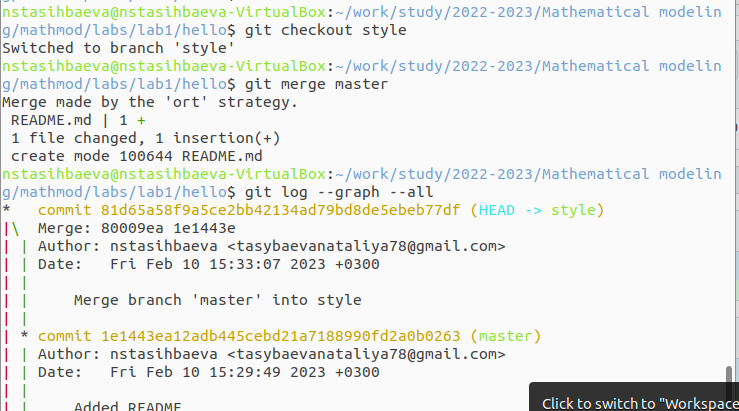 nstasihbaeva@nstasihbaeva-VirtualBox:~/work/study/2022-2023/Mathematical modelin
g/mathmod/labs/lab1/hello$ git checkout style
Switched to branch 'style'
nstasihbaeva@nstasihbaeva-VirtualBox:~/work/study/2022-2023/Mathematical modelin
g/mathmod/labs/lab1/hello$ git merge master
Merge made by the 'ort' strategy.
 README.md | 1 +
 1 file changed, 1 insertion(+)
 create mode 100644 README.md
nstasihbaeva@nstasihbaeva-VirtualBox:~/work/study/2022-2023/Mathematical modelin
g/mathmod/labs/lab1/hello$ git log --graph --all
*   commit 81d65a58f9a5ce2bb42134ad79bd8de5ebeb77df (HEAD -> style)
|\  Merge: 80009ea 1e1443e
| | Author: nstasihbaeva <tasybaevanataliya78@gmail.com>
| | Date:   Fri Feb 10 15:33:07 2023 +0300
| |
| |     Merge branch 'master' into style
| |
| * commit 1e1443ea12adb445cebd21a7188990fd2a0b0263 (master)
| | Author: nstasihbaeva <tasybaevanataliya78@gmail.com>
| | Date:   Fri Feb 10 15:29:49 2023 +0300
| |
| |     Added README
Click to switch to "Workspace